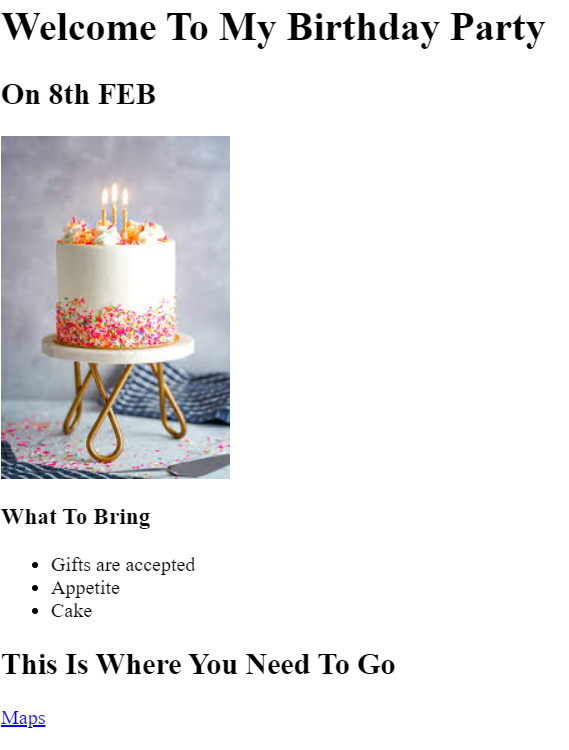 Welcome To My Birthday Party
On 8th FEB
What To Bring
Gifts are accepted
Appetite
Cake
This Is Where You Need To Go
Maps